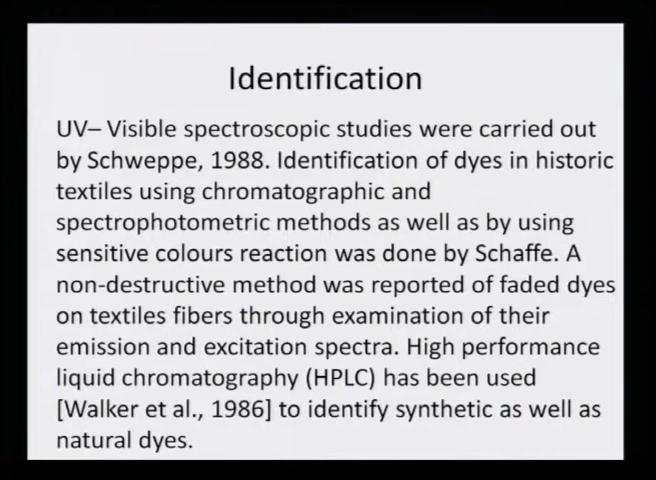 Identification
UV– Visible spectroscopic studies were carried out
by Schweppe, 1988. Identification of dyes in historic
textiles using chromatographic and
spectrophotometric methods as well as by using
sensitive colours reaction was done by Schaffe. A
non-destructive method was reported of faded dyes
on textiles fibers through examination of their
emission and excitation spectra. High performance
liquid chromatography (HPLC) has been used
[Walker et al., 1986] to identify synthetic as well as
natural dyes.